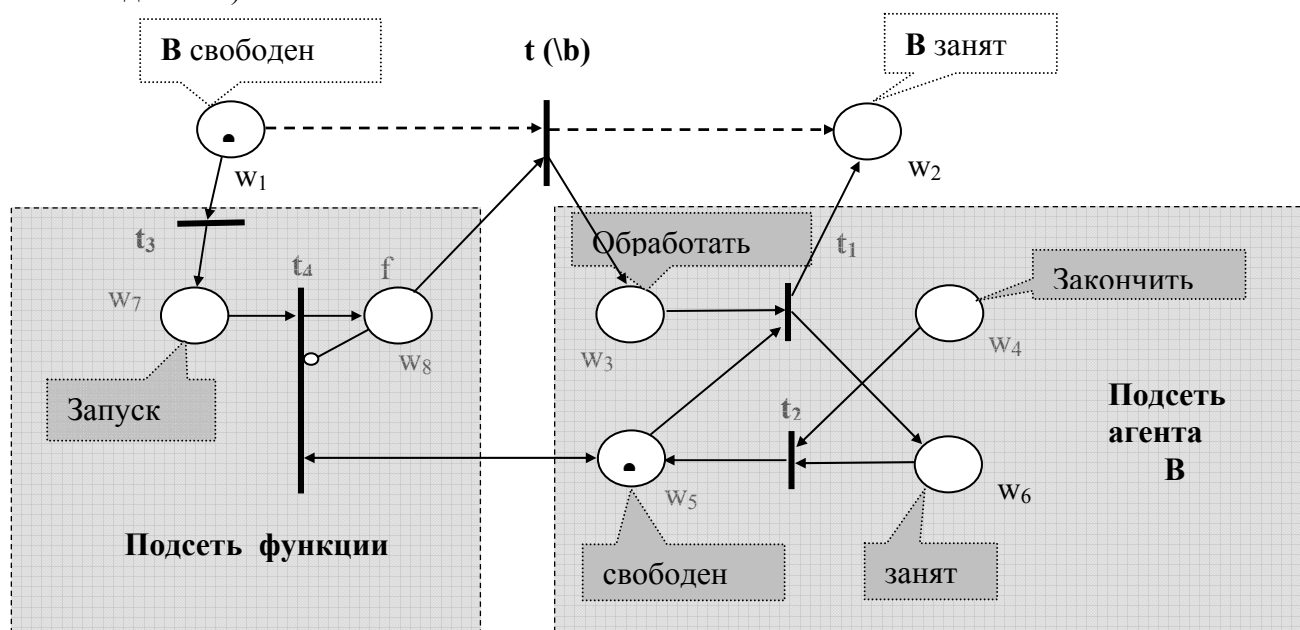 В свободен
t (\b)
В занят
w1
w2
t3
Обработать
t1
t4
f
Закончить
w7
w3
w4
w8
Запуск
t2
Подсеть
агента
В
w5
w6
Подсеть функции
свободен
занят